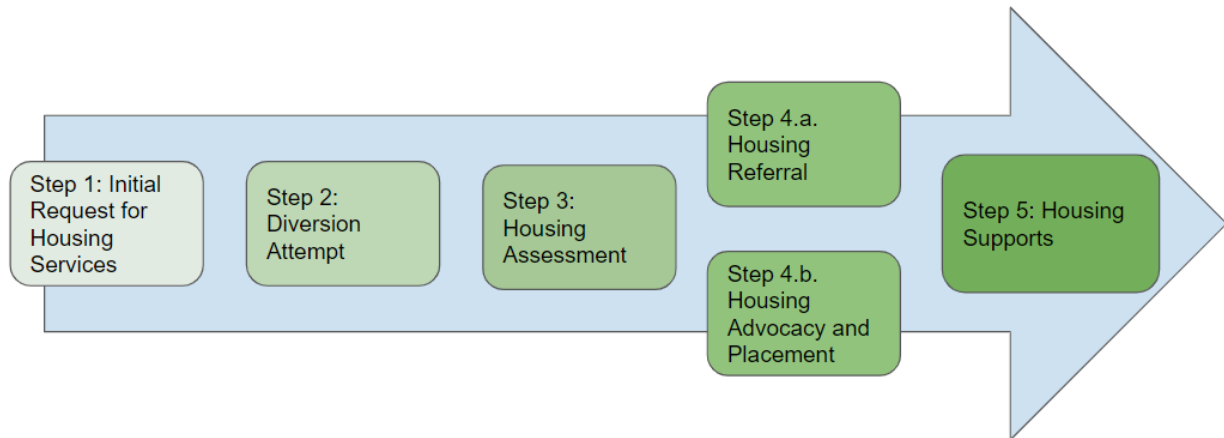 Step 1: Initial
Request for
Housing
Services
Step 2:
Diversion
Attempt
Step 3:
Housing
Assessment
Step 4.a.
Housing
Referral
Step 4.b.
Housing
Advocacy and
Placement
Step 5: Housing
Supports